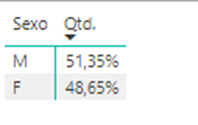 Sexo Qtd.
M 51,35%
F 48,65%